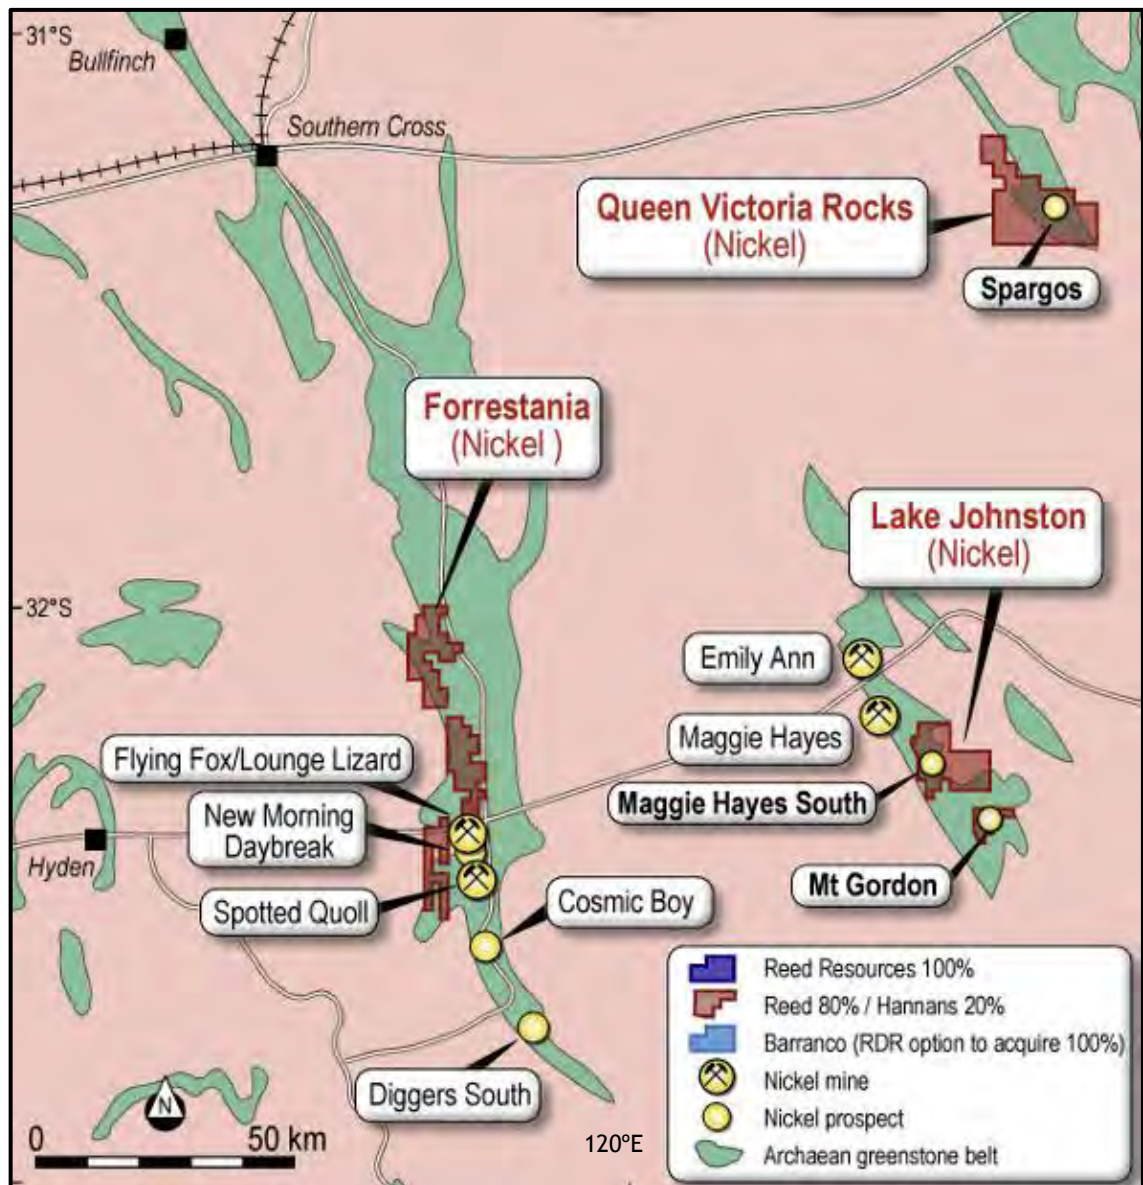 31°S
Bullfinch
Southern Cross
Queen Victoria Rocks
(Nickel)
Spargos
Forrestania
(Nickel )
Lake Johnston
(Nickel)
32°S
Emily Ann
Maggie Hayes
Flying Fox/Lounge Lizard
Maggie Hayes South
New Morning
Daybreak
Hyden
Mt Gordon
Spotted Quoll
Cosmic Boy
Diggers South
Reed Resources 100%
Reed 80% / Hannans 20%
Barranco (RDR option to acquire 100%)
Nickel mine
Nickel prospect
Archaean greenstone belt
N
0 50 km
120°E